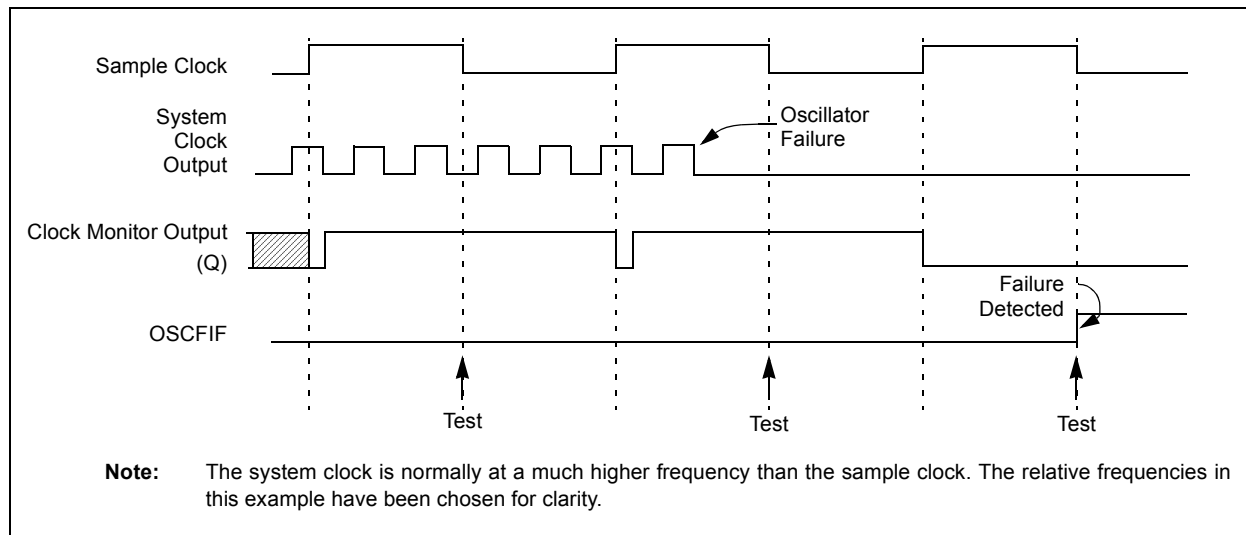 Sample Clock
System
Clock
Output
Oscillator
Failure
Clock Monitor Output
(Q)
Failure
Detected
OSCFIF
Test
Test
Test
Note: The system clock is normally at a much higher frequency than the sample clock. The relative frequencies in
this example have been chosen for clarity.